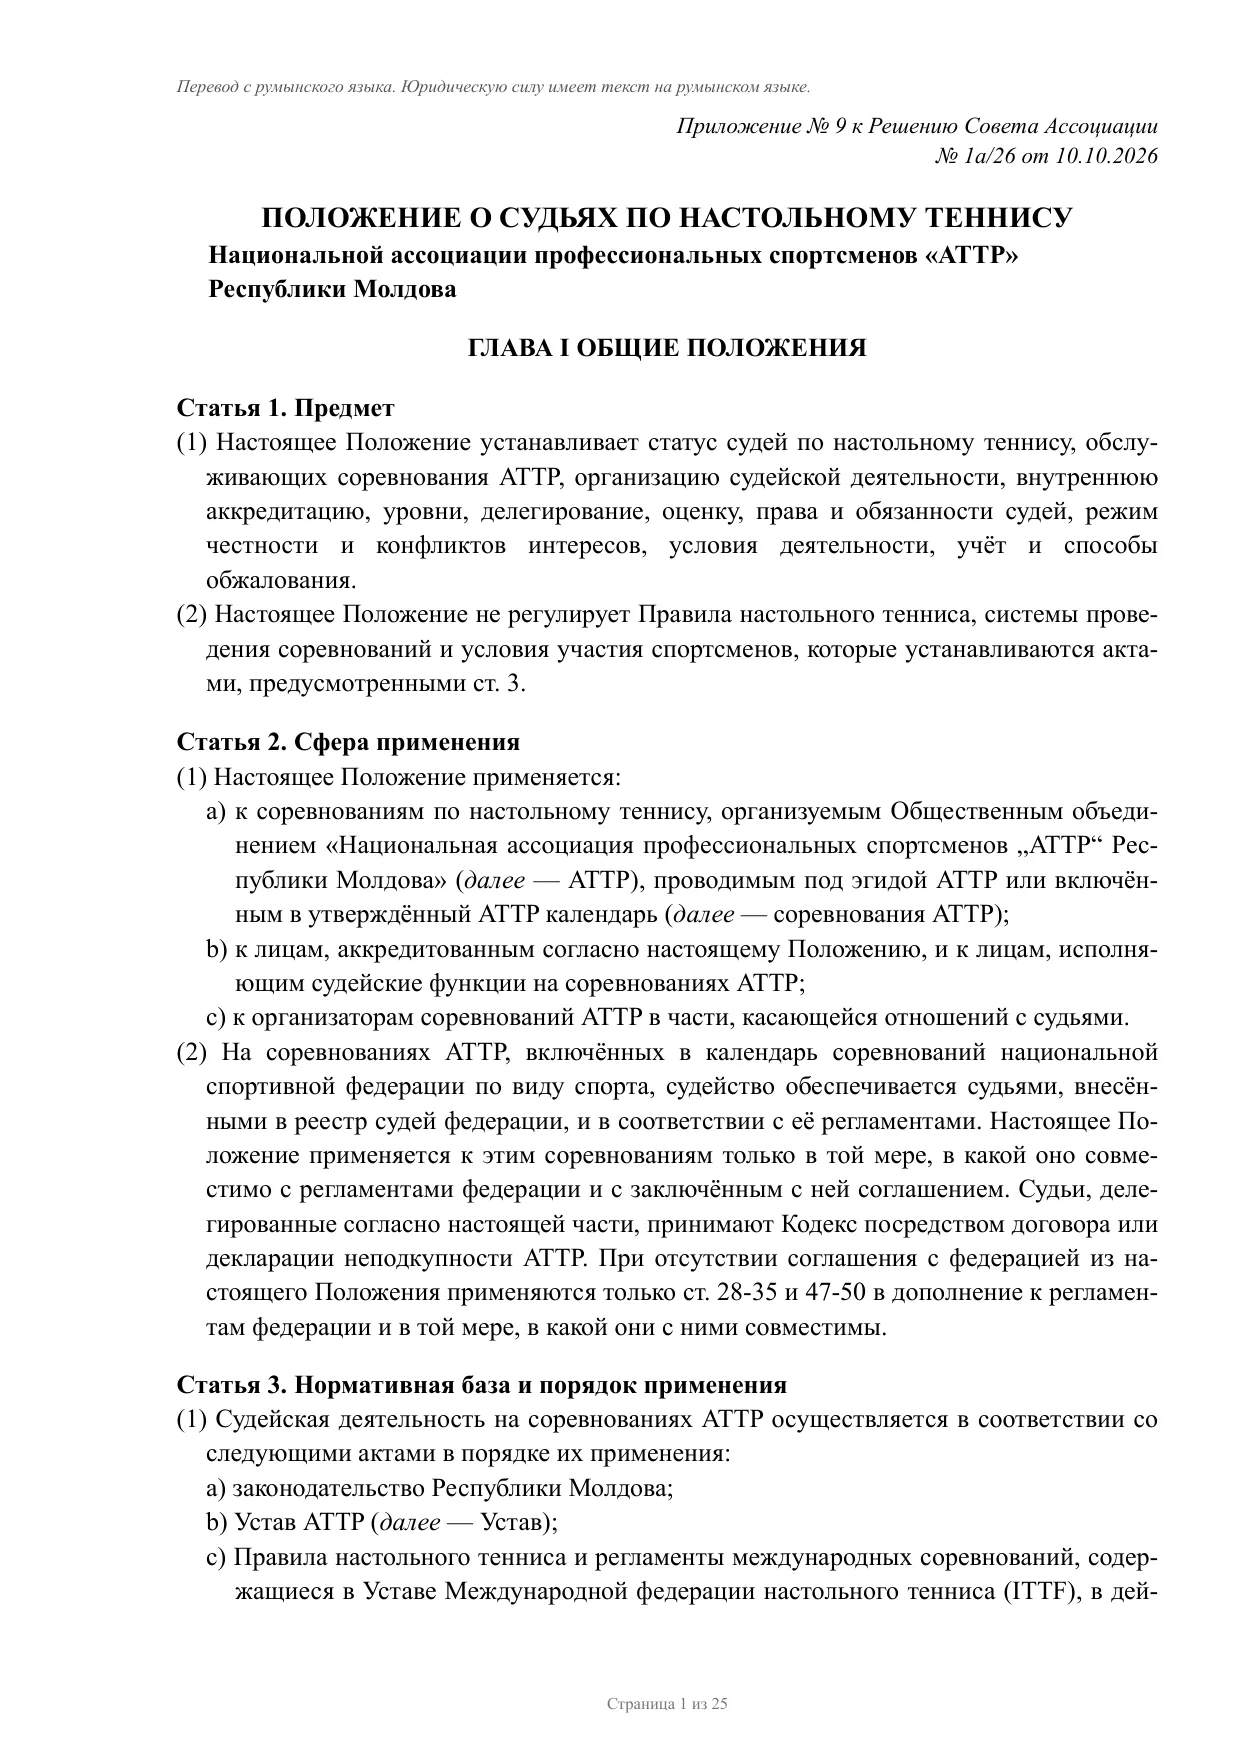 Перевод с румынского языка. Юридическую силу имеет текст на румынском языке.
Приложение № 9 к Решению Совета Ассоциации
№ 1a/26 от 10.10.2026
ПОЛОЖЕНИЕ О СУДЬЯХ ПО НАСТОЛЬНОМУ ТЕННИСУ
Национальной ассоциации профессиональных спортсменов «ATTP»
Республики Молдова
ГЛАВА I ОБЩИЕ ПОЛОЖЕНИЯ
Статья 1. Предмет
(1) Настоящее Положение устанавливает статус судей по настольному теннису, обслу-
живающих соревнования ATTP, организацию судейской деятельности, внутреннюю
аккредитацию, уровни, делегирование, оценку, права и обязанности судей, режим
честности и конфликтов интересов, условия деятельности, учёт и способы
обжалования.
(2) Настоящее Положение не регулирует Правила настольного тенниса, системы прове-
дения соревнований и условия участия спортсменов, которые устанавливаются акта-
ми, предусмотренными ст. 3.
Статья 2. Сфера применения
(1) Настоящее Положение применяется:
a) к соревнованиям по настольному теннису, организуемым Общественным объеди-
нением «Национальная ассоциация профессиональных спортсменов „ATTP“ Рес-
публики Молдова» (далее — ATTP), проводимым под эгидой ATTP или включён-
ным в утверждённый ATTP календарь (далее — соревнования ATTP);
b) к лицам, аккредитованным согласно настоящему Положению, и к лицам, исполня-
ющим судейские функции на соревнованиях ATTP;
c) к организаторам соревнований ATTP в части, касающейся отношений с судьями.
(2) На соревнованиях ATTP, включённых в календарь соревнований национальной
спортивной федерации по виду спорта, судейство обеспечивается судьями, внесён-
ными в реестр судей федерации, и в соответствии с её регламентами. Настоящее По-
ложение применяется к этим соревнованиям только в той мере, в какой оно совме-
стимо с регламентами федерации и с заключённым с ней соглашением. Судьи, деле-
гированные согласно настоящей части, принимают Кодекс посредством договора или
декларации неподкупности ATTP. При отсутствии соглашения с федерацией из на-
стоящего Положения применяются только ст. 28-35 и 47-50 в дополнение к регламен-
там федерации и в той мере, в какой они с ними совместимы.
Статья 3. Нормативная база и порядок применения
(1) Судейская деятельность на соревнованиях ATTP осуществляется в соответствии со
следующими актами в порядке их применения:
a) законодательство Республики Молдова;
b) Устав ATTP (далее — Устав);
c) Правила настольного тенниса и регламенты международных соревнований, содер-
жащиеся в Уставе Международной федерации настольного тенниса (ITTF), в дей-
Страница 1 из 25